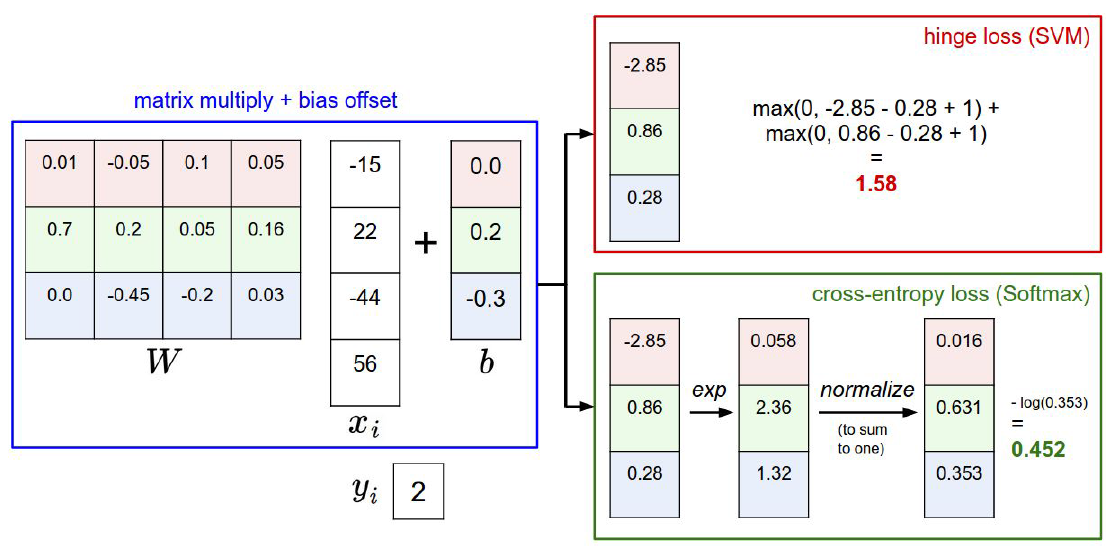 matrix multiply + bias offset
0.01 -0.05 0.1 0.05
0.7 0.2 0.05 0.16
0.0 -0.45 -0.2 0.03
W
-15
22
-44
56
x_i
+
0.0
0.2
-0.3
b
y_i 2
hinge loss (SVM)
-2.85
0.86
0.28
max(0, -2.85 - 0.28 + 1) +
max(0, 0.86 - 0.28 + 1)
=
1.58
cross-entropy loss (Softmax)
-2.85
0.86
0.28
exp
0.058
2.36
1.32
normalize
(to sum
to one)
0.016
0.631
0.353
- log(0.353)
=
0.452